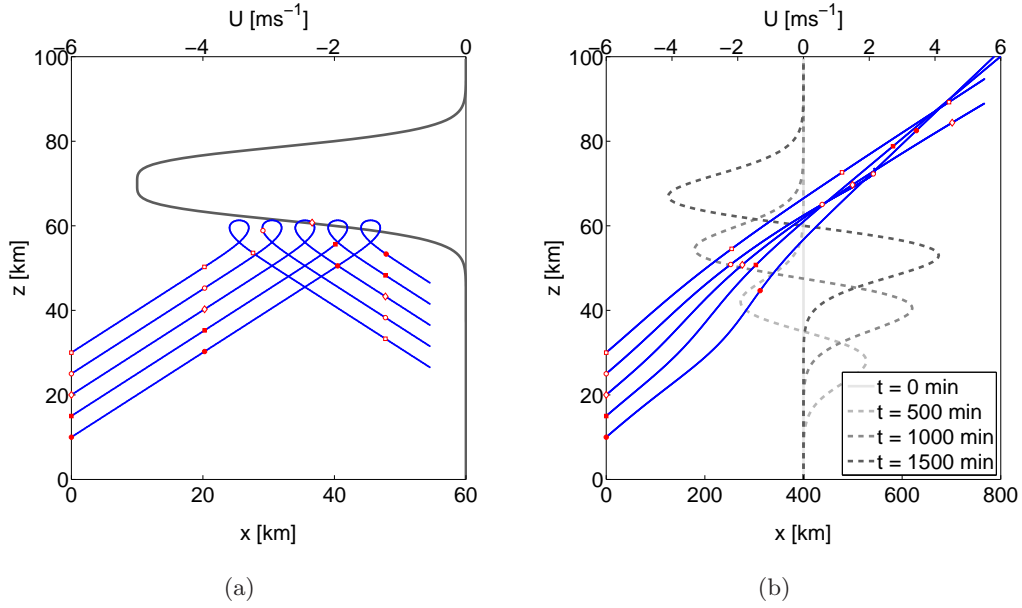 U [ms⁻¹]
−6 −4 −2 0
100
80
60
40
20
0
z [km]
0 20 40 60
x [km]
(a)
U [ms⁻¹]
−6 −4 −2 0 2 4 6
100
80
60
40
20
0
z [km]
0 200 400 600 800
x [km]
t = 0 min
t = 500 min
t = 1000 min
t = 1500 min
(b)